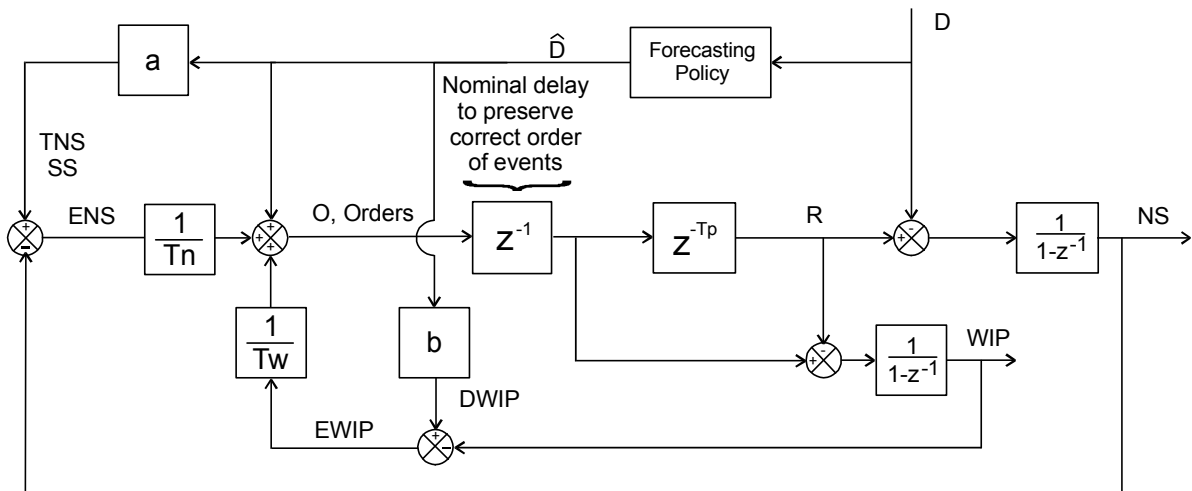 D
D̂
a
Forecasting
Policy
Nominal delay
to preserve
correct order
of events
TNS
SS
ENS
1
Tn
O, Orders
z⁻¹
z⁻ᵀᵖ
R
1
1-z⁻¹
NS
1
Tw
b
1
1-z⁻¹
WIP
DWIP
EWIP